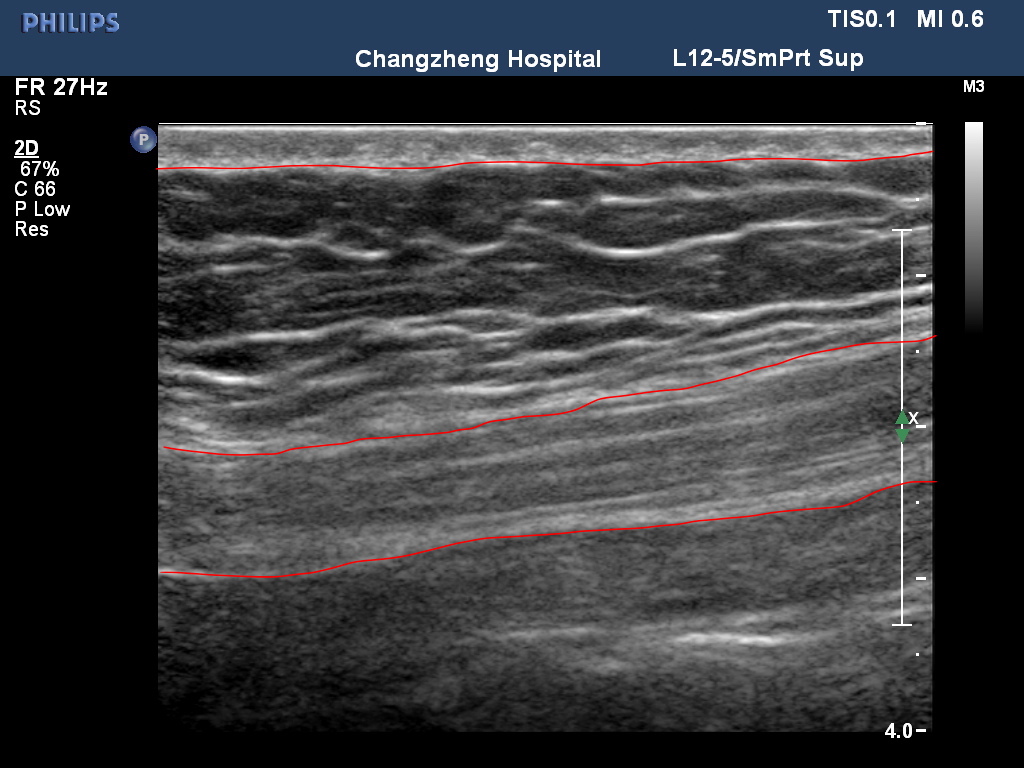 PHILIPS
TIS0.1 MI 0.6
Changzheng Hospital
L12-5/SmPrt Sup
FR 27Hz
RS
M3
P
2D
67%
C 66
P Low
Res
X
4.0